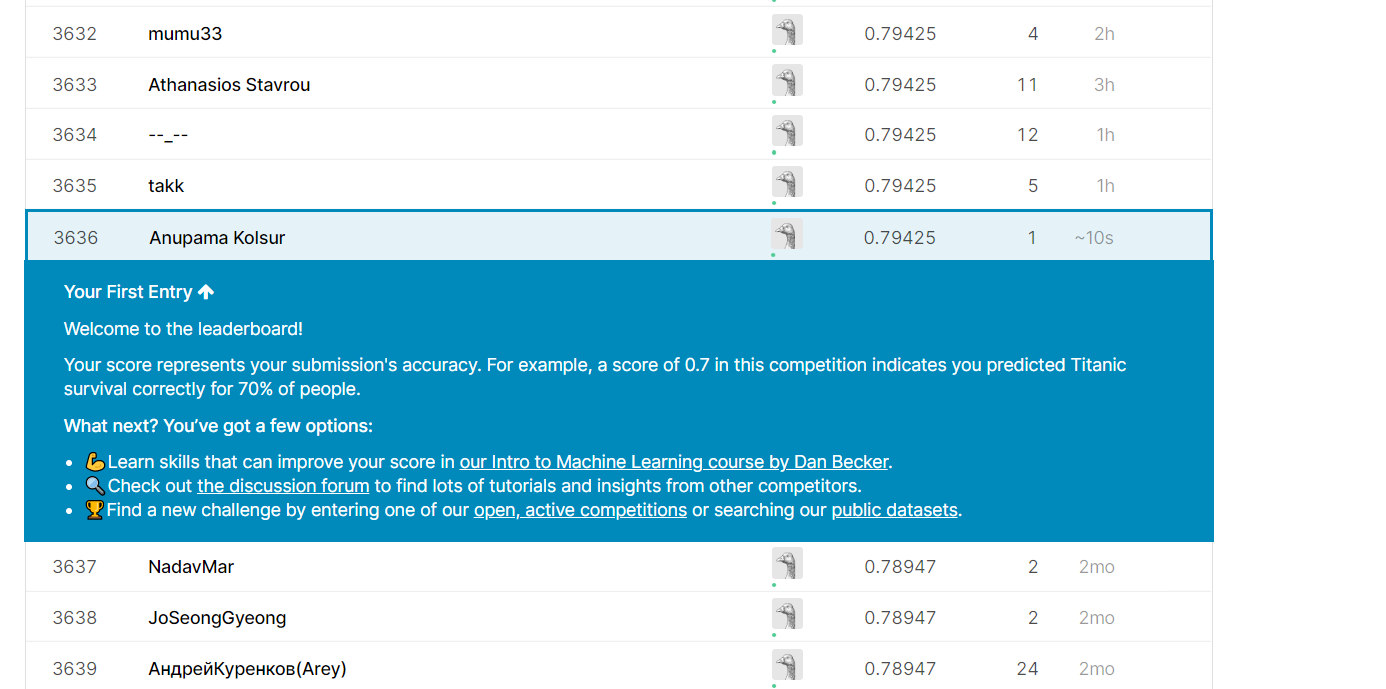 3632 mumu33 0.79425 4 2h
3633 Athanasios Stavrou 0.79425 11 3h
3634 --_-- 0.79425 12 1h
3635 takk 0.79425 5 1h
3636 Anupama Kolsur 0.79425 1 ~10s
Your First Entry ↑
Welcome to the leaderboard!
Your score represents your submission's accuracy. For example, a score of 0.7 in this competition indicates you predicted Titanic
survival correctly for 70% of people.
What next? You've got a few options:
• 💪Learn skills that can improve your score in our Intro to Machine Learning course by Dan Becker.
• 🔍Check out the discussion forum to find lots of tutorials and insights from other competitors.
• 🏆Find a new challenge by entering one of our open, active competitions or searching our public datasets.
3637 NadavMar 0.78947 2 2mo
3638 JoSeongGyeong 0.78947 2 2mo
3639 АндрейКуренков(Arey) 0.78947 24 2mo